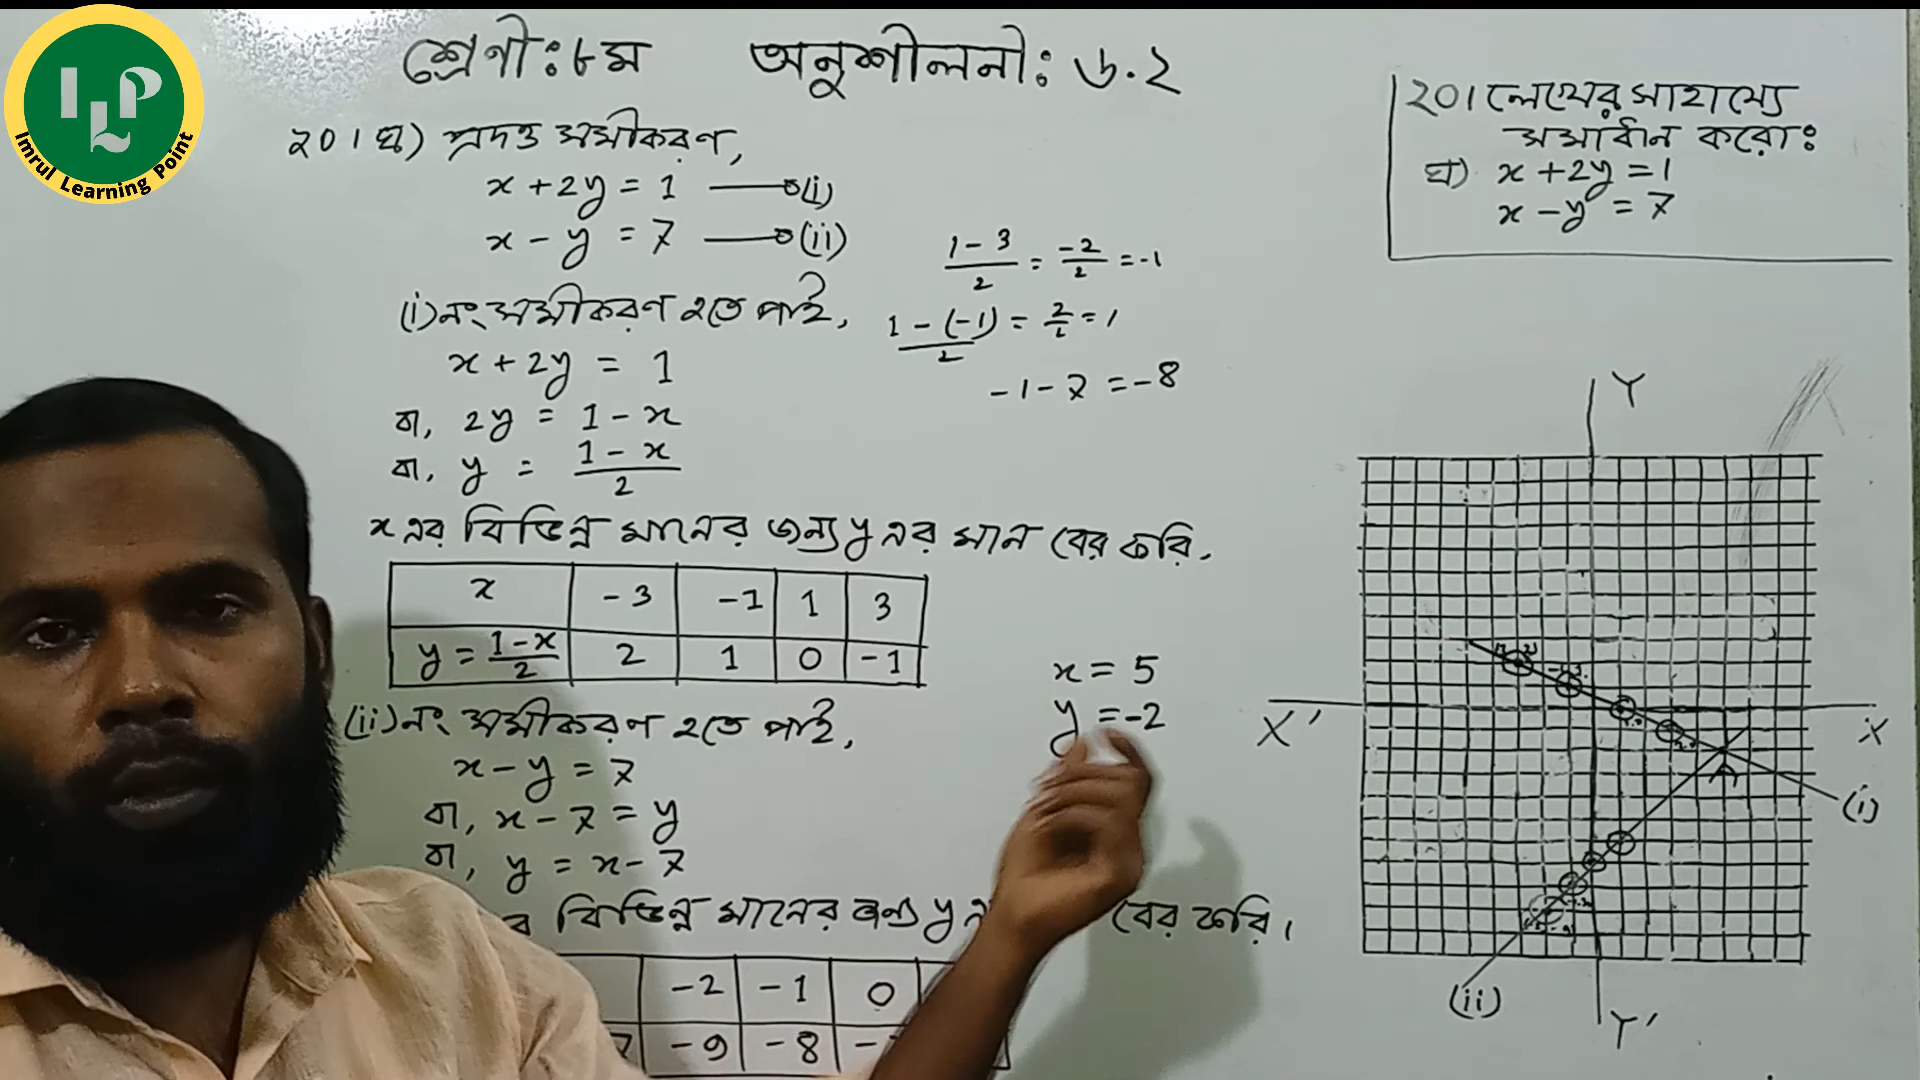 ILP
Imrul Learning Point
শ্রেণী: ৮ম অনুশীলনী: ৬.২
২০। লেখের সাহায্যে
সমাধান করো:
ঘ) x + 2y = 1
x - y = 7
২০। ঘ) প্রদত্ত সমীকরণ,
x + 2y = 1 (i)
x - y = 7 (ii)
(i) নং সমীকরণ হতে পাই,
x + 2y = 1
বা, 2y = 1 - x
বা, y = (1 - x)/2
(1 - 3)/2 = -2/2 = -1
(1 - (-1))/2 = 2/2 = 1
-1 - 7 = -8
x এর বিভিন্ন মানের জন্য y এর মান বের করি.
x -3 -1 1 3
y = (1-x)/2 2 1 0 -1
x = 5
y = -2
(ii) নং সমীকরণ হতে পাই,
x - y = 7
বা, x - 7 = y
বা, y = x - 7
র বিভিন্ন মানের জন্য y এ বের করি।
-2 -1 0
7 -9 -8 -
Y
X' X
(i)
(ii)
Y'